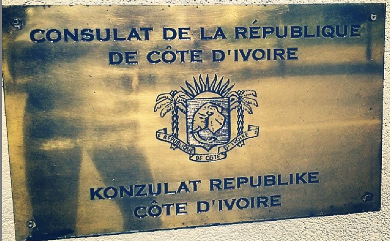 CONSULAT DE LA RÉPUBLIQUE
DE CÔTE D'IVOIRE
KONZULAT REPUBLIKE
CÔTE D'IVOIRE